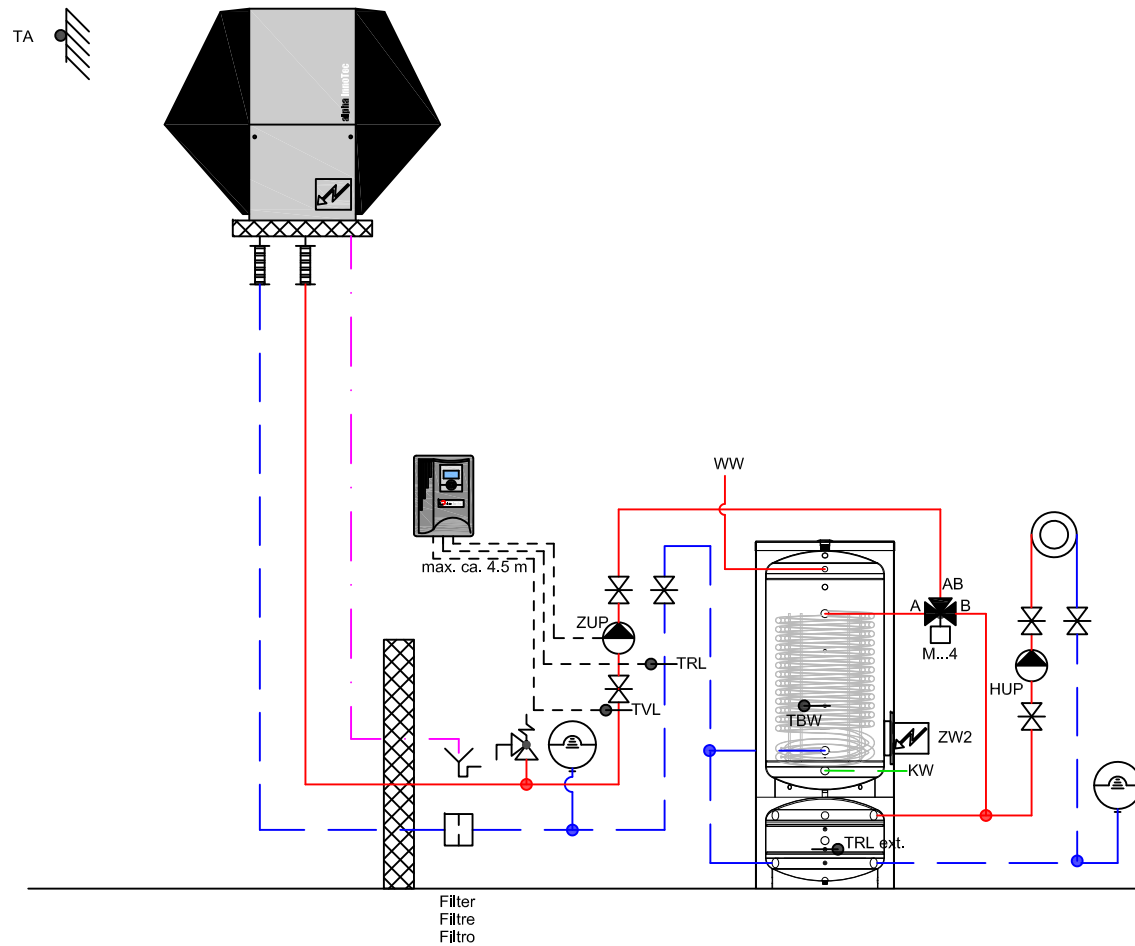 TA
alpha InnoTec
WW
max. ca. 4.5 m
AB
A
B
M...4
ZUP
TRL
HUP
TVL
TBW
ZW2
KW
TRL ext.
Filter
Filtre
Filtro